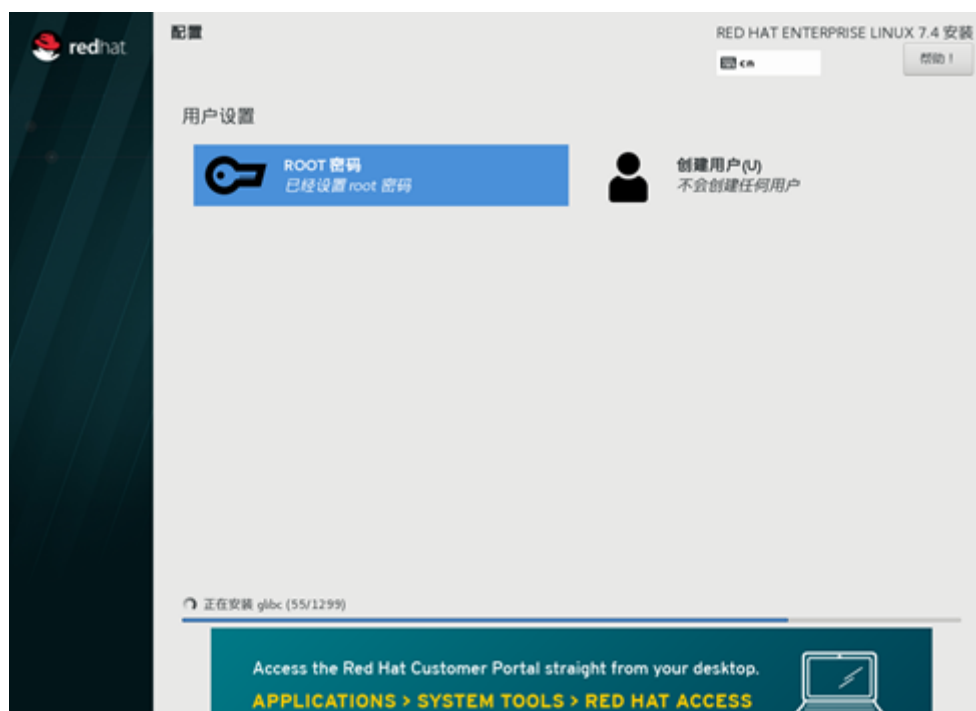 redhat
配置
RED HAT ENTERPRISE LINUX 7.4 安装
cn
帮助！
用户设置
ROOT 密码
已经设置 root 密码
创建用户(U)
不会创建任何用户
正在安装 glibc (55/1299)
Access the Red Hat Customer Portal straight from your desktop.
APPLICATIONS > SYSTEM TOOLS > RED HAT ACCESS